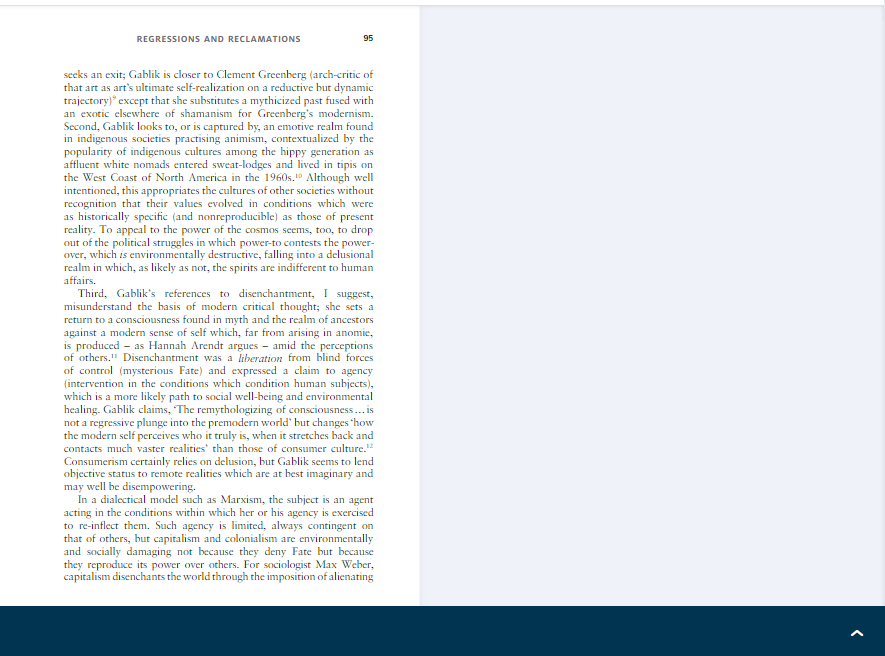 REGRESSIONS AND RECLAMATIONS 95
seeks an exit; Gablik is closer to Clement Greenberg (arch-critic of
that art as art's ultimate self-realization on a reductive but dynamic
trajectory)⁹ except that she substitutes a mythicized past fused with
an exotic elsewhere of shamanism for Greenberg's modernism.
Second, Gablik looks to, or is captured by, an emotive realm found
in indigenous societies practising animism, contextualized by the
popularity of indigenous cultures among the hippy generation as
affluent white nomads entered sweat-lodges and lived in tipis on
the West Coast of North America in the 1960s.¹⁰ Although well
intentioned, this appropriates the cultures of other societies without
recognition that their values evolved in conditions which were
as historically specific (and nonreproducible) as those of present
reality. To appeal to the power of the cosmos seems, too, to drop
out of the political struggles in which power-to contests the power-
over, which is environmentally destructive, falling into a delusional
realm in which, as likely as not, the spirits are indifferent to human
affairs.
Third, Gablik's references to disenchantment, I suggest,
misunderstand the basis of modern critical thought; she sets a
return to a consciousness found in myth and the realm of ancestors
against a modern sense of self which, far from arising in anomie,
is produced – as Hannah Arendt argues – amid the perceptions
of others.¹¹ Disenchantment was a liberation from blind forces
of control (mysterious Fate) and expressed a claim to agency
(intervention in the conditions which condition human subjects),
which is a more likely path to social well-being and environmental
healing. Gablik claims, 'The remythologizing of consciousness … is
not a regressive plunge into the premodern world' but changes 'how
the modern self perceives who it truly is, when it stretches back and
contacts much vaster realities' than those of consumer culture.¹²
Consumerism certainly relies on delusion, but Gablik seems to lend
objective status to remote realities which are at best imaginary and
may well be disempowering.
In a dialectical model such as Marxism, the subject is an agent
acting in the conditions within which her or his agency is exercised
to re-inflect them. Such agency is limited, always contingent on
that of others, but capitalism and colonialism are environmentally
and socially damaging not because they deny Fate but because
they reproduce its power over others. For sociologist Max Weber,
capitalism disenchants the world through the imposition of alienating